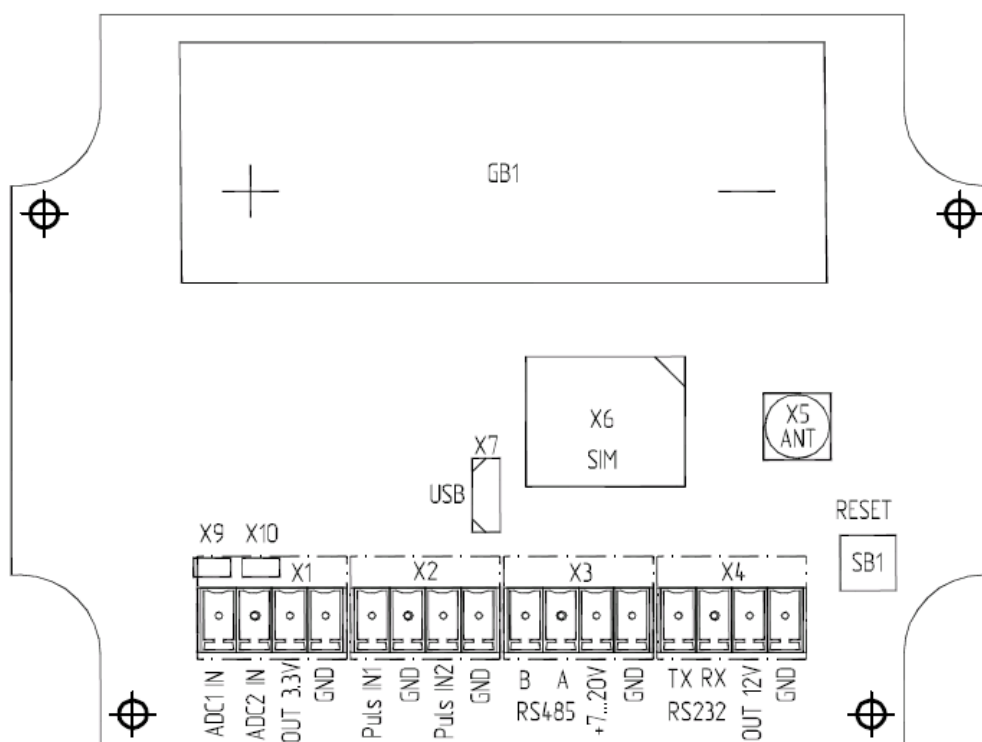 GB1
X6
SIM
X5
ANT
X7
USB
RESET
SB1
X9
X10
X1
X2
X3
X4
ADC1 IN
ADC2 IN
OUT 3.3V
GND
Puls IN1
GND
Puls IN2
GND
B
A
RS485
+7...20V
GND
TX
RX
RS232
OUT 12V
GND